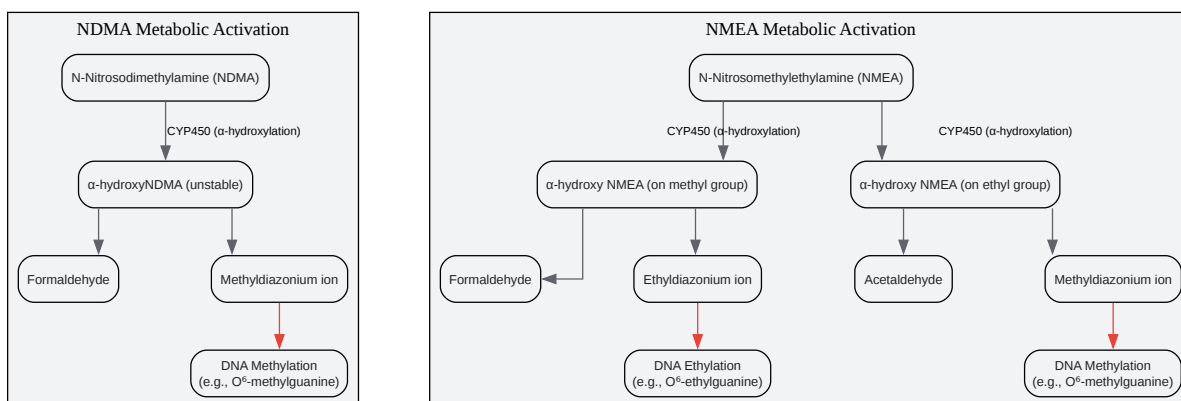 NDMA Metabolic Activation
N-Nitrosodimethylamine (NDMA)
CYP450 (α-hydroxylation)
α-hydroxyNDMA (unstable)
Formaldehyde
Methyldiazonium ion
DNA Methylation
(e.g., O⁶-methylguanine)
NMEA Metabolic Activation
N-Nitrosomethylethylamine (NMEA)
CYP450 (α-hydroxylation)
CYP450 (α-hydroxylation)
α-hydroxy NMEA (on methyl group)
α-hydroxy NMEA (on ethyl group)
Formaldehyde
Ethyldiazonium ion
Acetaldehyde
Methyldiazonium ion
DNA Ethylation
(e.g., O⁶-ethylguanine)
DNA Methylation
(e.g., O⁶-methylguanine)